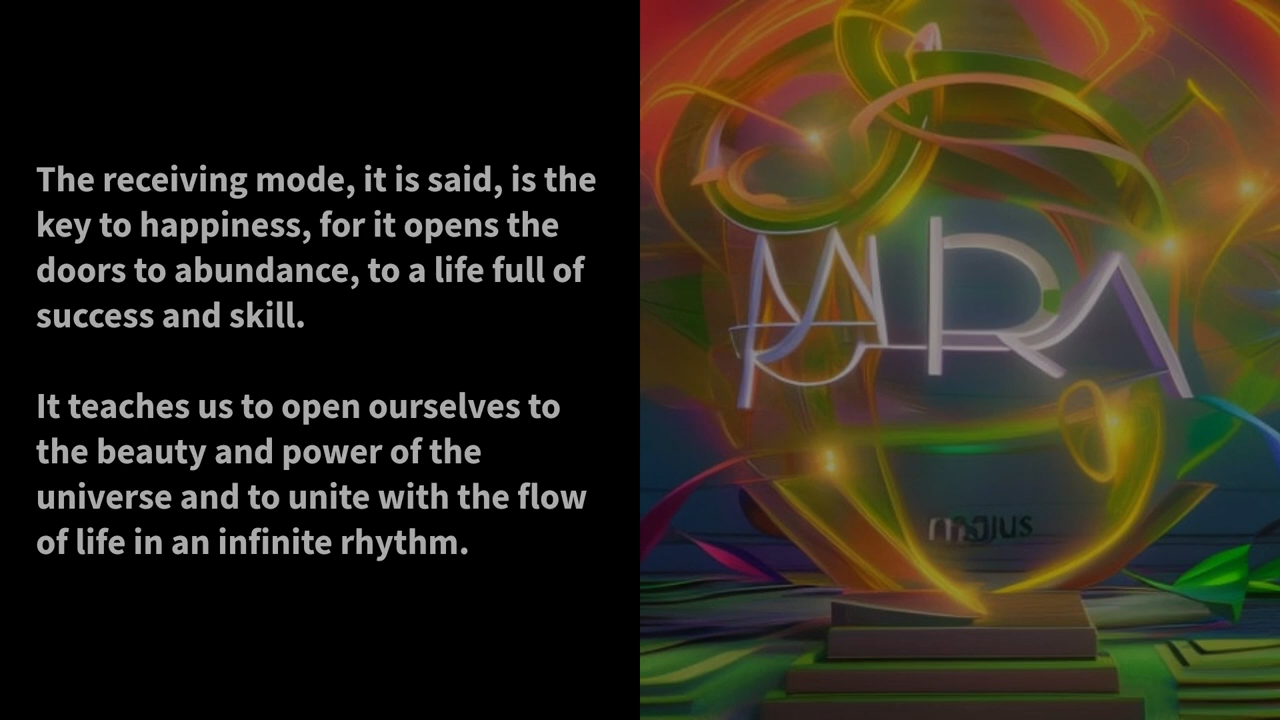 The receiving mode, it is said, is the
key to happiness, for it opens the
doors to abundance, to a life full of
success and skill.
It teaches us to open ourselves to
the beauty and power of the
universe and to unite with the flow
of life in an infinite rhythm.